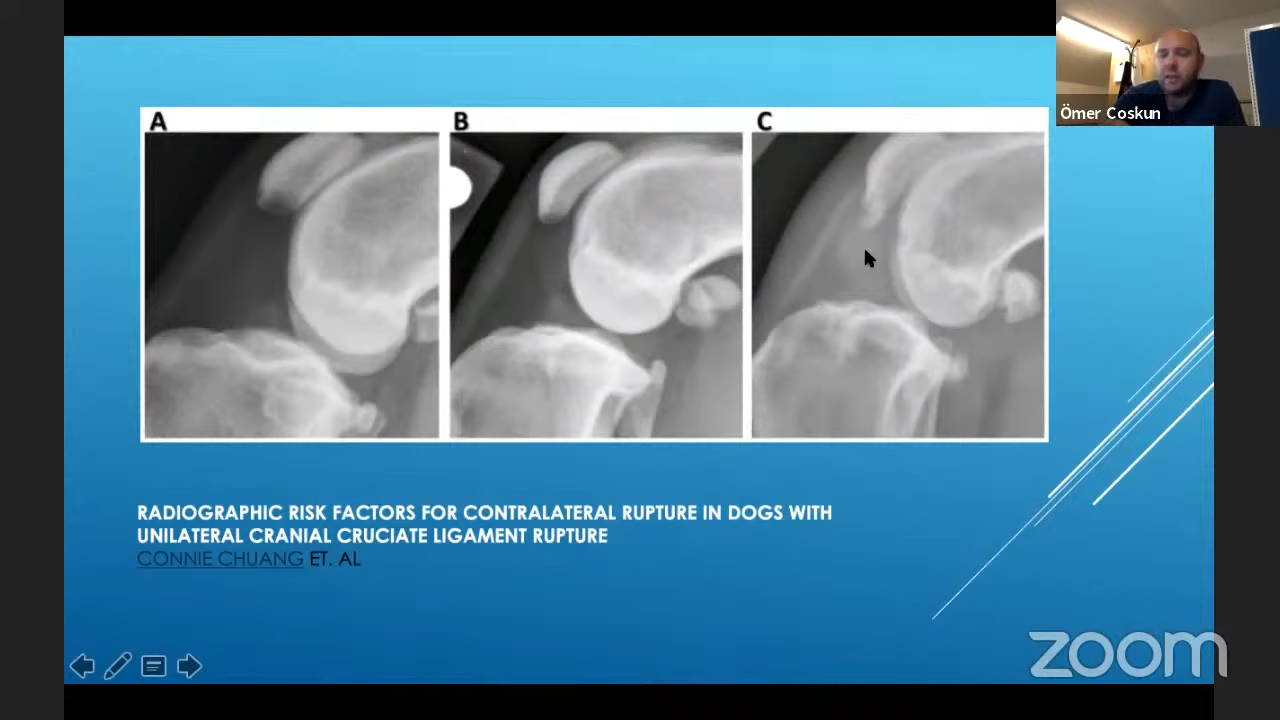 Ömer Coskun
A
B
C
RADIOGRAPHIC RISK FACTORS FOR CONTRALATERAL RUPTURE IN DOGS WITH
UNILATERAL CRANIAL CRUCIATE LIGAMENT RUPTURE
CONNIE CHUANG ET. AL
zoom